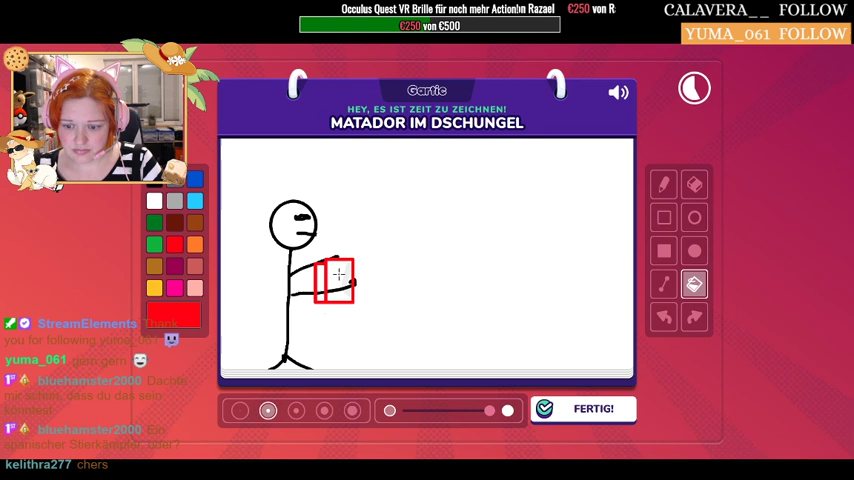 Occulus Quest VR Brille für noch mehr Action!n Razael €250 von R
€250 von €500
CALAVERA__ FOLLOW
YUMA_061 FOLLOW
Gartic
HEY, ES IST ZEIT ZU ZEICHNEN!
MATADOR IM DSCHUNGEL
StreamElements Thank
you for following yuma_061
yuma_061
bluehamster2000 Dachte
mir schon, dass du das sein
könntest
bluehamster2000 Ein
spanischer Stierkämpfer, oder?
kelithra277 chers
FERTIG!